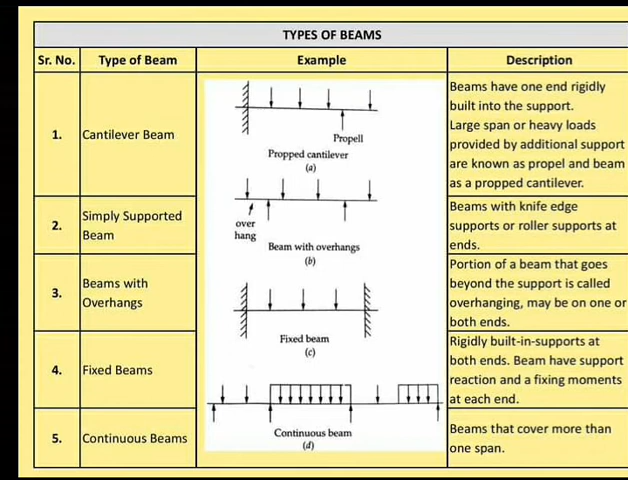 TYPES OF BEAMS
Sr. No.
Type of Beam
Example
Description
1.
Cantilever Beam
Propell
Propped cantilever
(a)
Beams have one end rigidly
built into the support.
Large span or heavy loads
provided by additional support
are known as propel and beam
as a propped cantilever.
2.
Simply Supported
Beam
over
hang
Beam with overhangs
(b)
Beams with knife edge
supports or roller supports at
ends.
3.
Beams with
Overhangs
Fixed beam
(c)
Portion of a beam that goes
beyond the support is called
overhanging, may be on one or
both ends.
4.
Fixed Beams
Rigidly built-in-supports at
both ends. Beam have support
reaction and a fixing moments
at each end.
5.
Continuous Beams
Continuous beam
(d)
Beams that cover more than
one span.